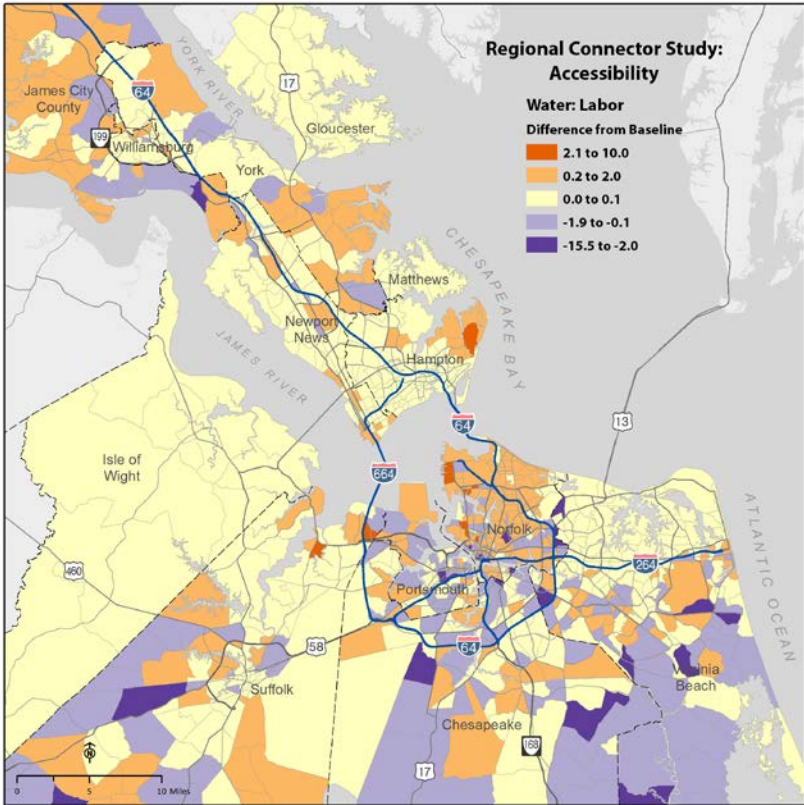 Regional Connector Study:
Accessibility
Water: Labor
Difference from Baseline
2.1 to 10.0
0.2 to 2.0
0.0 to 0.1
-1.9 to -0.1
-15.5 to -2.0
James City
County
64
YORK RIVER
17
Gloucester
199
Williamsburg
York
CHESAPEAKE BAY
Matthews
Newport
News
JAMES RIVER
Hampton
64
13
Isle of
Wight
664
Norfolk
ATLANTIC OCEAN
460
264
Portsmouth
58
64
Suffolk
Virginia
Beach
Chesapeake
168
17
N
0 5 10 Miles